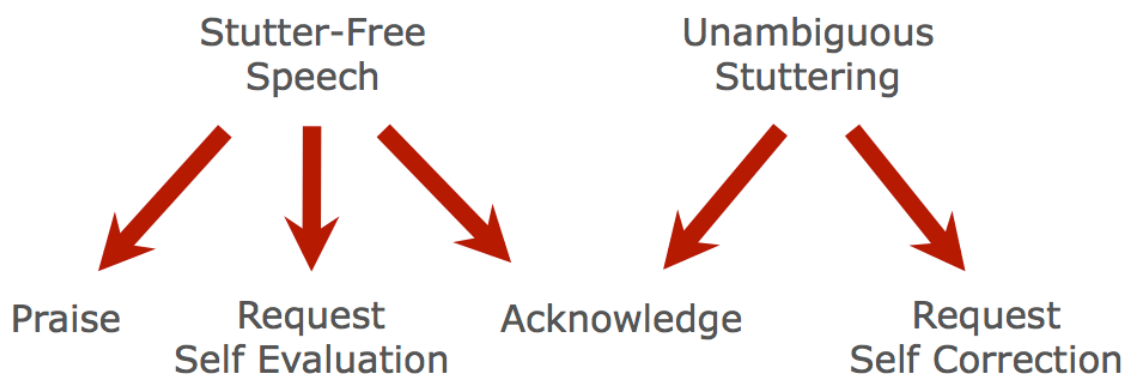 Stutter-Free
Speech
Unambiguous
Stuttering
Praise
Request
Self Evaluation
Acknowledge
Request
Self Correction